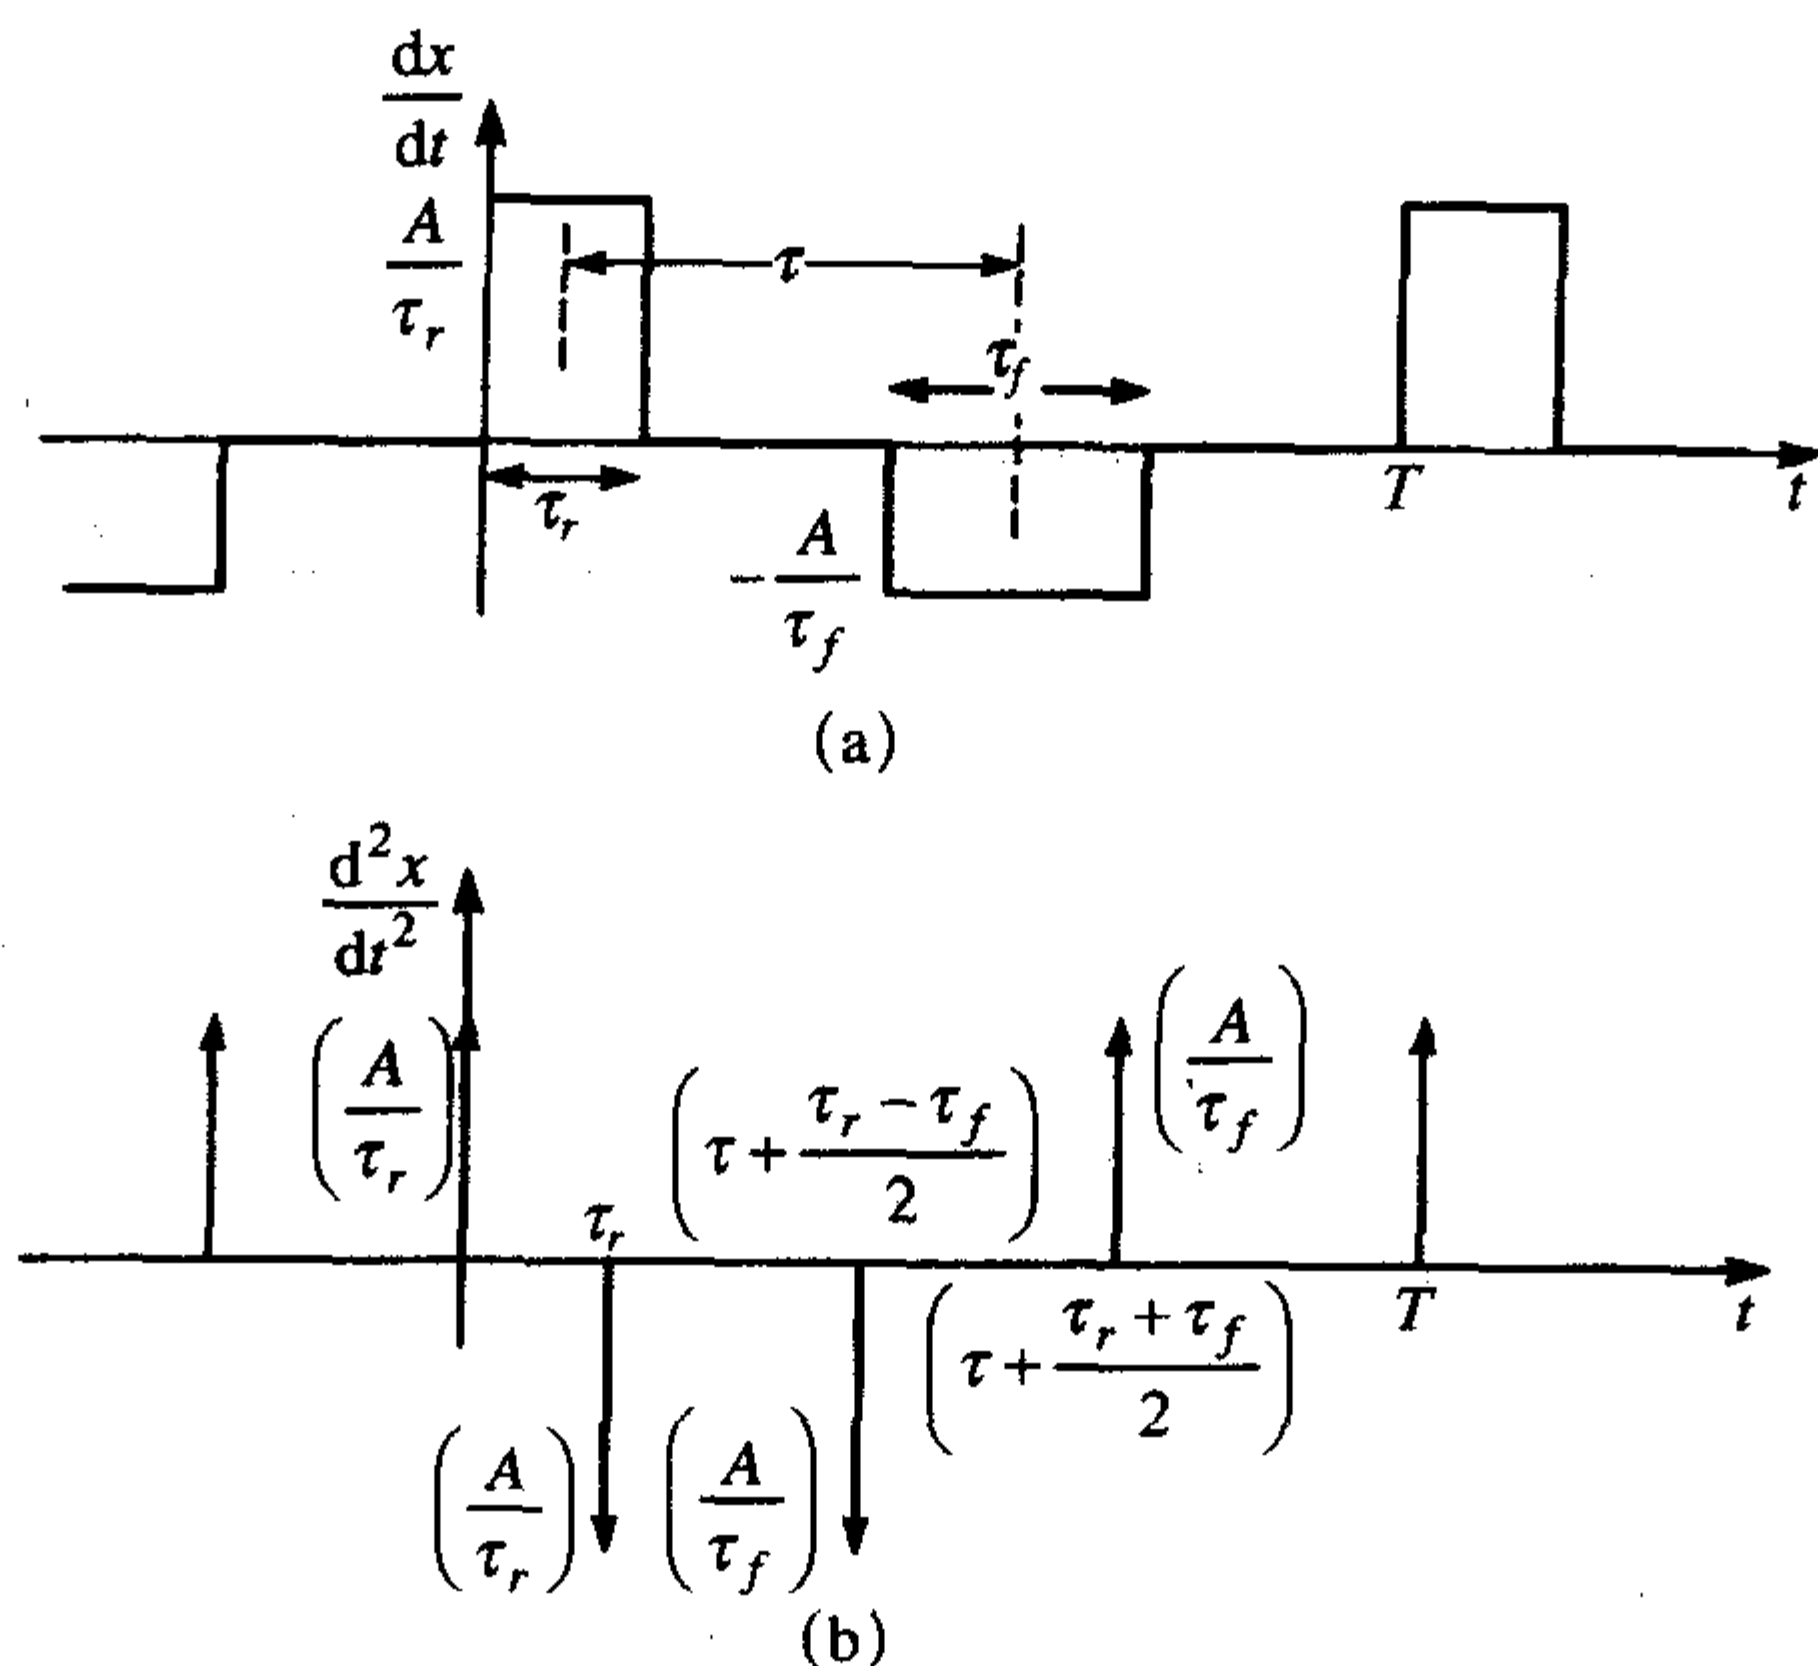 dx/dt
A/τ_r
τ
τ_f
τ_r
T
t
-A/τ_f
(a)
d²x/dt²
(A/τ_r)
(A/τ_f)
(τ + (τ_r - τ_f)/2)
τ_r
T
t
(τ + (τ_r + τ_f)/2)
(A/τ_r) (A/τ_f)
(b)